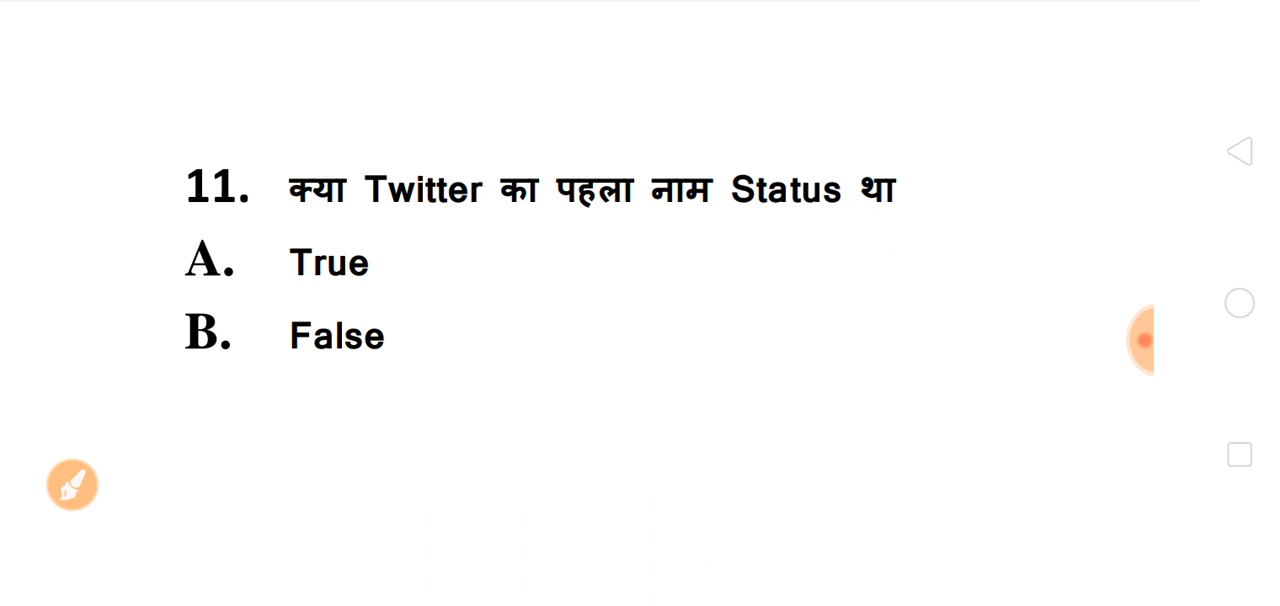 11. क्या Twitter का पहला नाम Status था
A. True
B. False